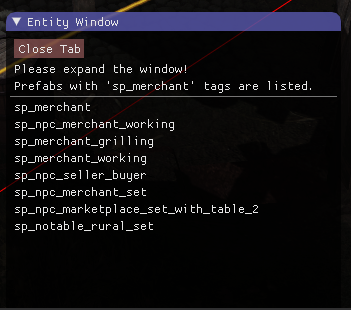 Entity Window
Close Tab
Please expand the window!
Prefabs with 'sp_merchant' tags are listed.
sp_merchant
sp_npc_merchant_working
sp_merchant_grilling
sp_merchant_working
sp_npc_seller_buyer
sp_npc_merchant_set
sp_npc_marketplace_set_with_table_2
sp_notable_rural_set